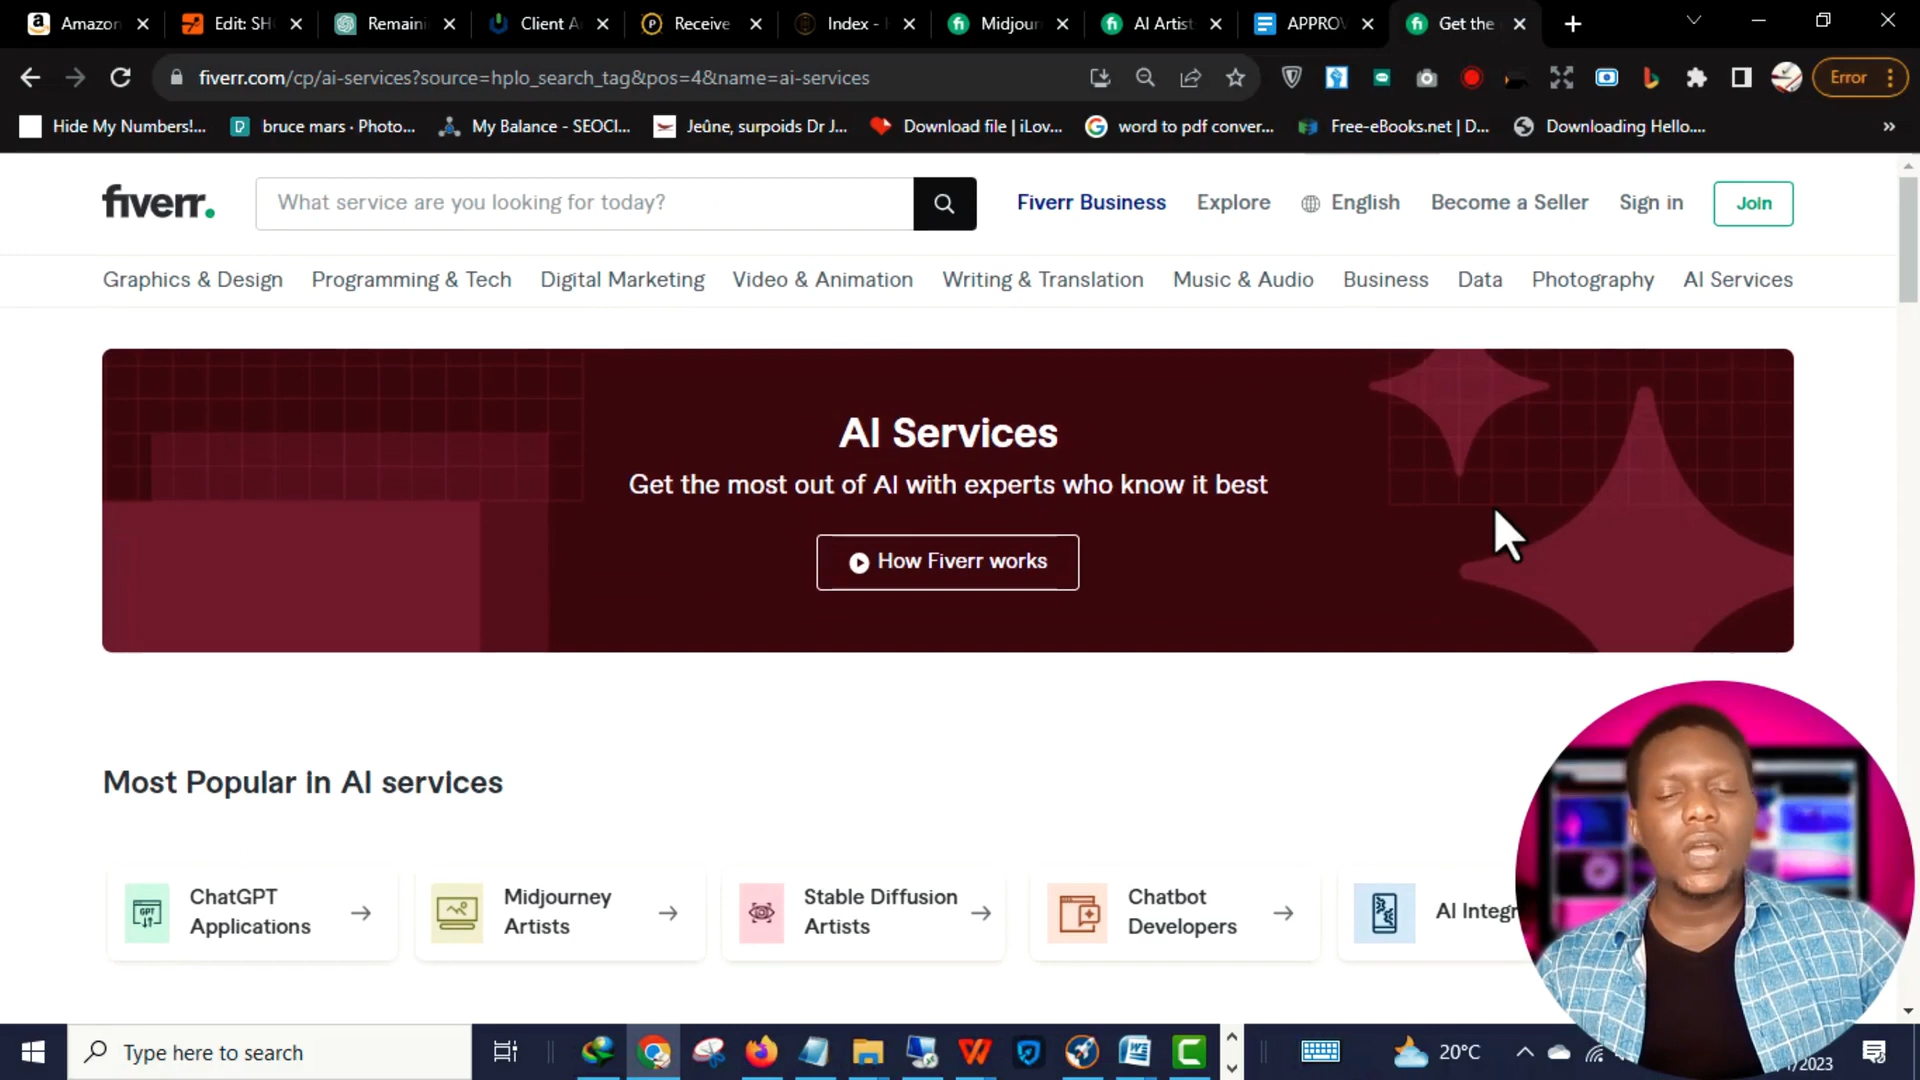 Amazon
Edit: SH
Remaini
Client A
Receive
Index -
Midjour
AI Artis
APPROV
Get the
fiverr.com/cp/ai-services?source=hplo_search_tag&pos=4&name=ai-services
Error
Hide My Numbers!...
bruce mars · Photo...
My Balance - SEOCl...
Jeûne, surpoids Dr J...
Download file | iLov...
word to pdf conver...
Free-eBooks.net | D...
Downloading Hello....
»
fiverr.
What service are you looking for today?
Fiverr Business
Explore
English
Become a Seller
Sign in
Join
Graphics & Design
Programming & Tech
Digital Marketing
Video & Animation
Writing & Translation
Music & Audio
Business
Data
Photography
AI Services
AI Services
Get the most out of AI with experts who know it best
How Fiverr works
Most Popular in AI services
ChatGPT
Applications
Midjourney
Artists
Stable Diffusion
Artists
Chatbot
Developers
AI Integr
GPT
Type here to search
20°C
/2023